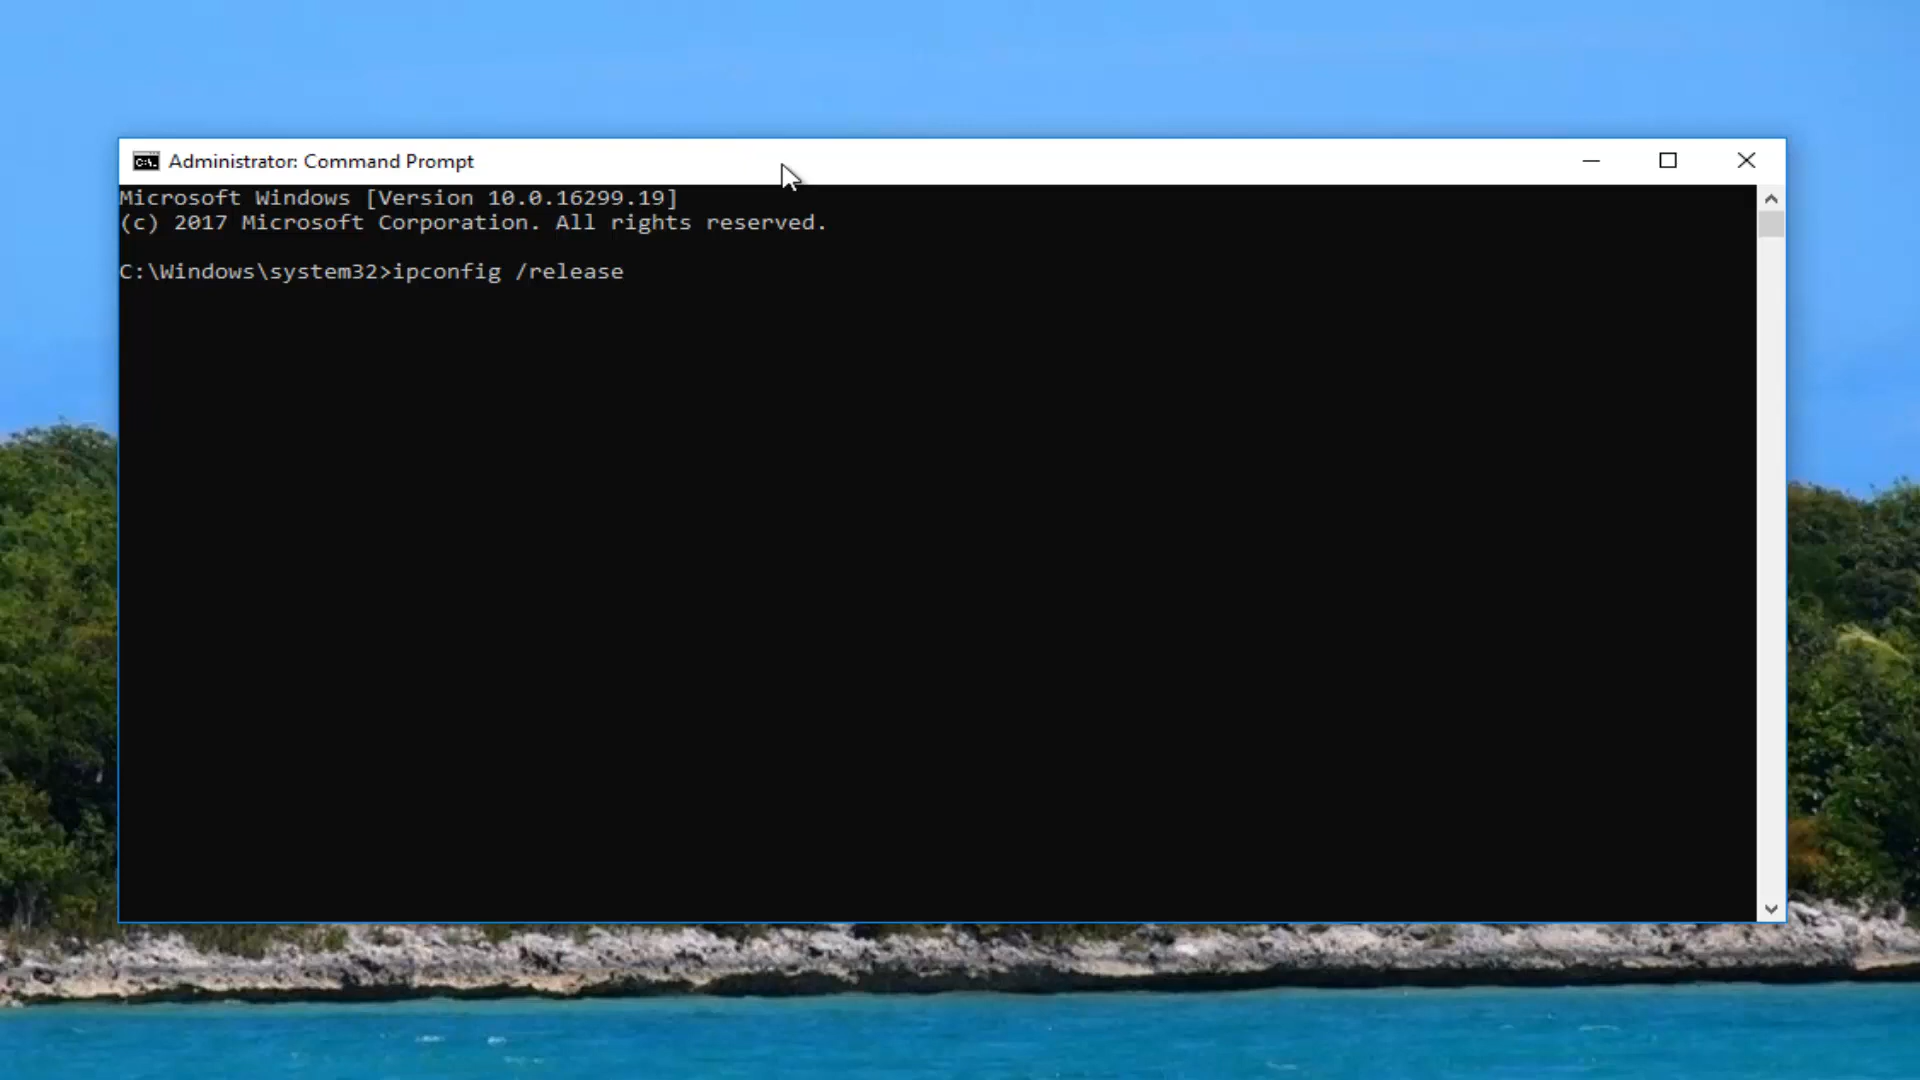 Administrator: Command Prompt
Microsoft Windows [Version 10.0.16299.19]
(c) 2017 Microsoft Corporation. All rights reserved.
C:\Windows\system32>ipconfig /release